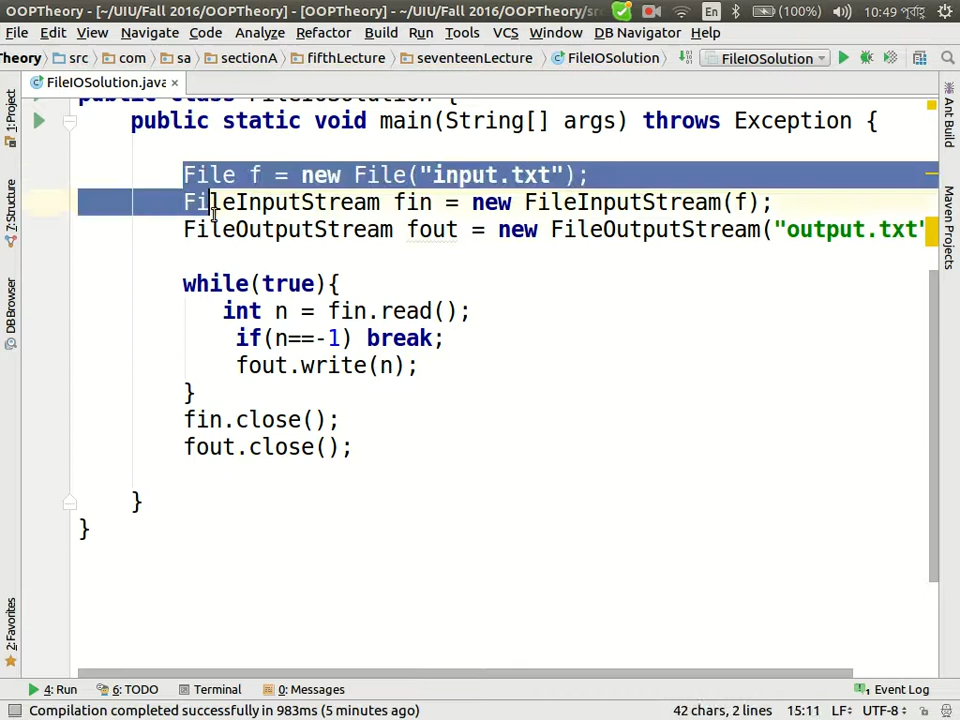 OOPTheory - [~/UIU/Fall 2016/OOPTheory] - ~/UIU/Fall 2016/OOPTheory/sr En (100%) 10:49 পূর্বাহ্ণ
File Edit View Navigate Code Analyze Refactor Build Run Tools VCS Window DB Navigator Help
Theory src com sa sectionA fifthLecture seventeenLecture FileIOSolution FileIOSolution
FileIOSolution.java
public class FileIOSolution {
public static void main(String[] args) throws Exception {
File f = new File("input.txt");
FileInputStream fin = new FileInputStream(f);
FileOutputStream fout = new FileOutputStream("output.txt"
while(true){
int n = fin.read();
if(n==-1) break;
fout.write(n);
}
fin.close();
fout.close();
}
}
1: Project
7: Structure
DB Browser
2: Favorites
Ant Build
Maven Projects
4: Run 6: TODO Terminal 0: Messages 1 Event Log
Compilation completed successfully in 983ms (5 minutes ago) 42 chars, 2 lines 15:11 LF UTF-8